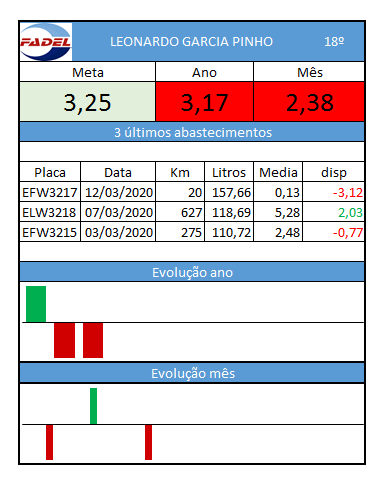 FADEL LEONARDO GARCIA PINHO 18º
Meta Ano Mês
3,25 3,17 2,38
3 últimos abastecimentos
Placa Data Km Litros Media disp
EFW3217 12/03/2020 20 157,66 0,13 -3,12
ELW3218 07/03/2020 627 118,69 5,28 2,03
EFW3215 03/03/2020 275 110,72 2,48 -0,77
Evolução ano
Evolução mês